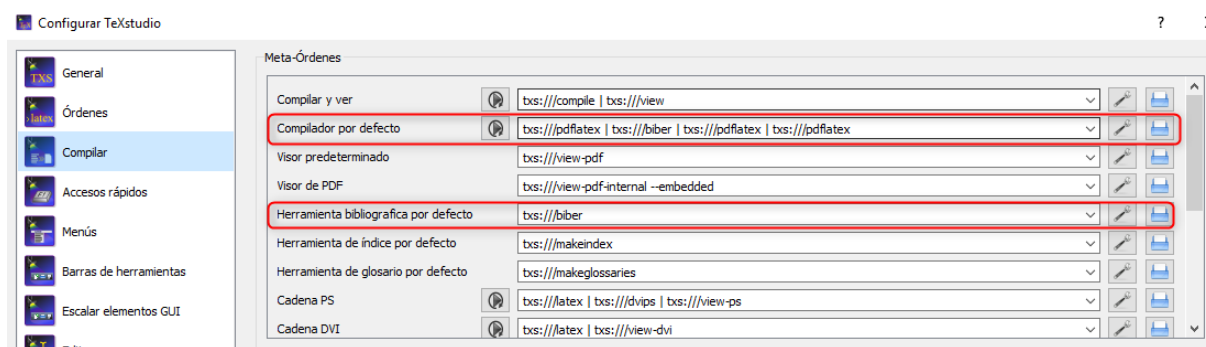 Configurar TeXstudio ?
General
Órdenes
Compilar
Accesos rápidos
Menús
Barras de herramientas
Escalar elementos GUI
Meta-Órdenes
Compilar y ver txs:///compile | txs:///view
Compilador por defecto txs:///pdflatex | txs:///biber | txs:///pdflatex | txs:///pdflatex
Visor predeterminado txs:///view-pdf
Visor de PDF txs:///view-pdf-internal --embedded
Herramienta bibliografica por defecto txs:///biber
Herramienta de índice por defecto txs:///makeindex
Herramienta de glosario por defecto txs:///makeglossaries
Cadena PS txs:///latex | txs:///dvips | txs:///view-ps
Cadena DVI txs:///latex | txs:///view-dvi